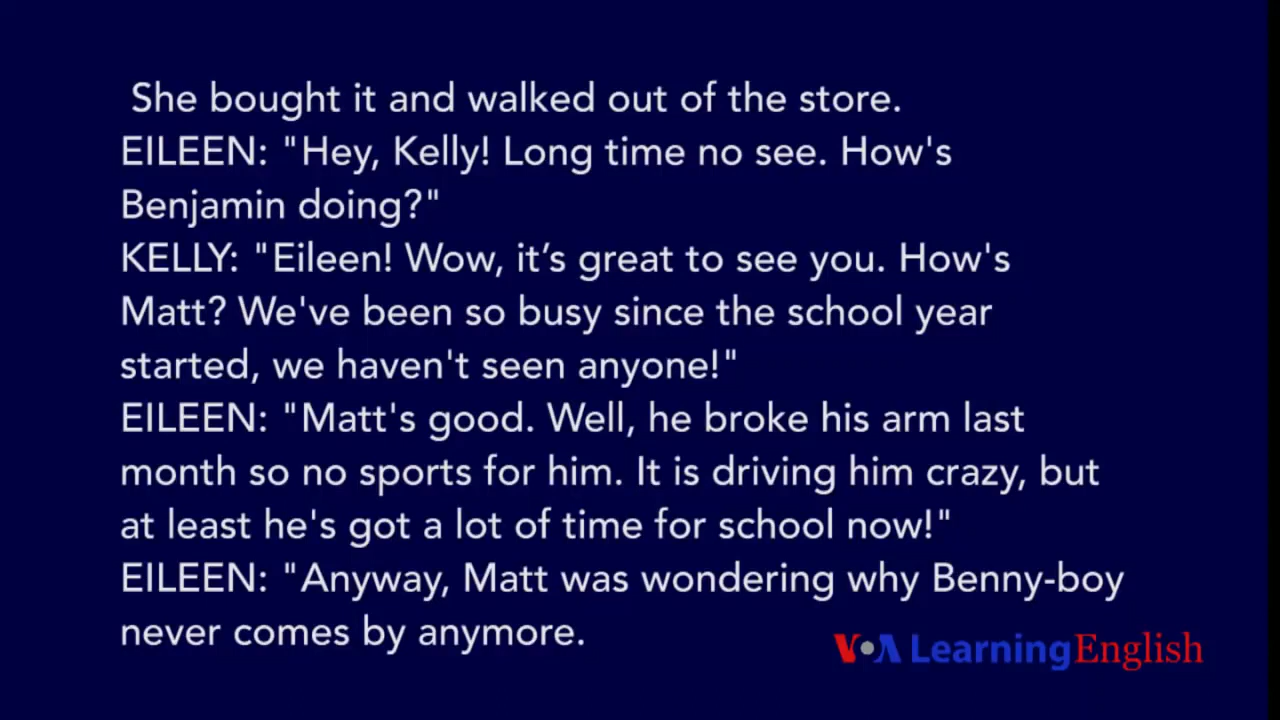 She bought it and walked out of the store.
EILEEN: "Hey, Kelly! Long time no see. How's
Benjamin doing?"
KELLY: "Eileen! Wow, it’s great to see you. How's
Matt? We've been so busy since the school year
started, we haven't seen anyone!"
EILEEN: "Matt's good. Well, he broke his arm last
month so no sports for him. It is driving him crazy, but
at least he's got a lot of time for school now!"
EILEEN: "Anyway, Matt was wondering why Benny-boy
never comes by anymore.
VOA LearningEnglish